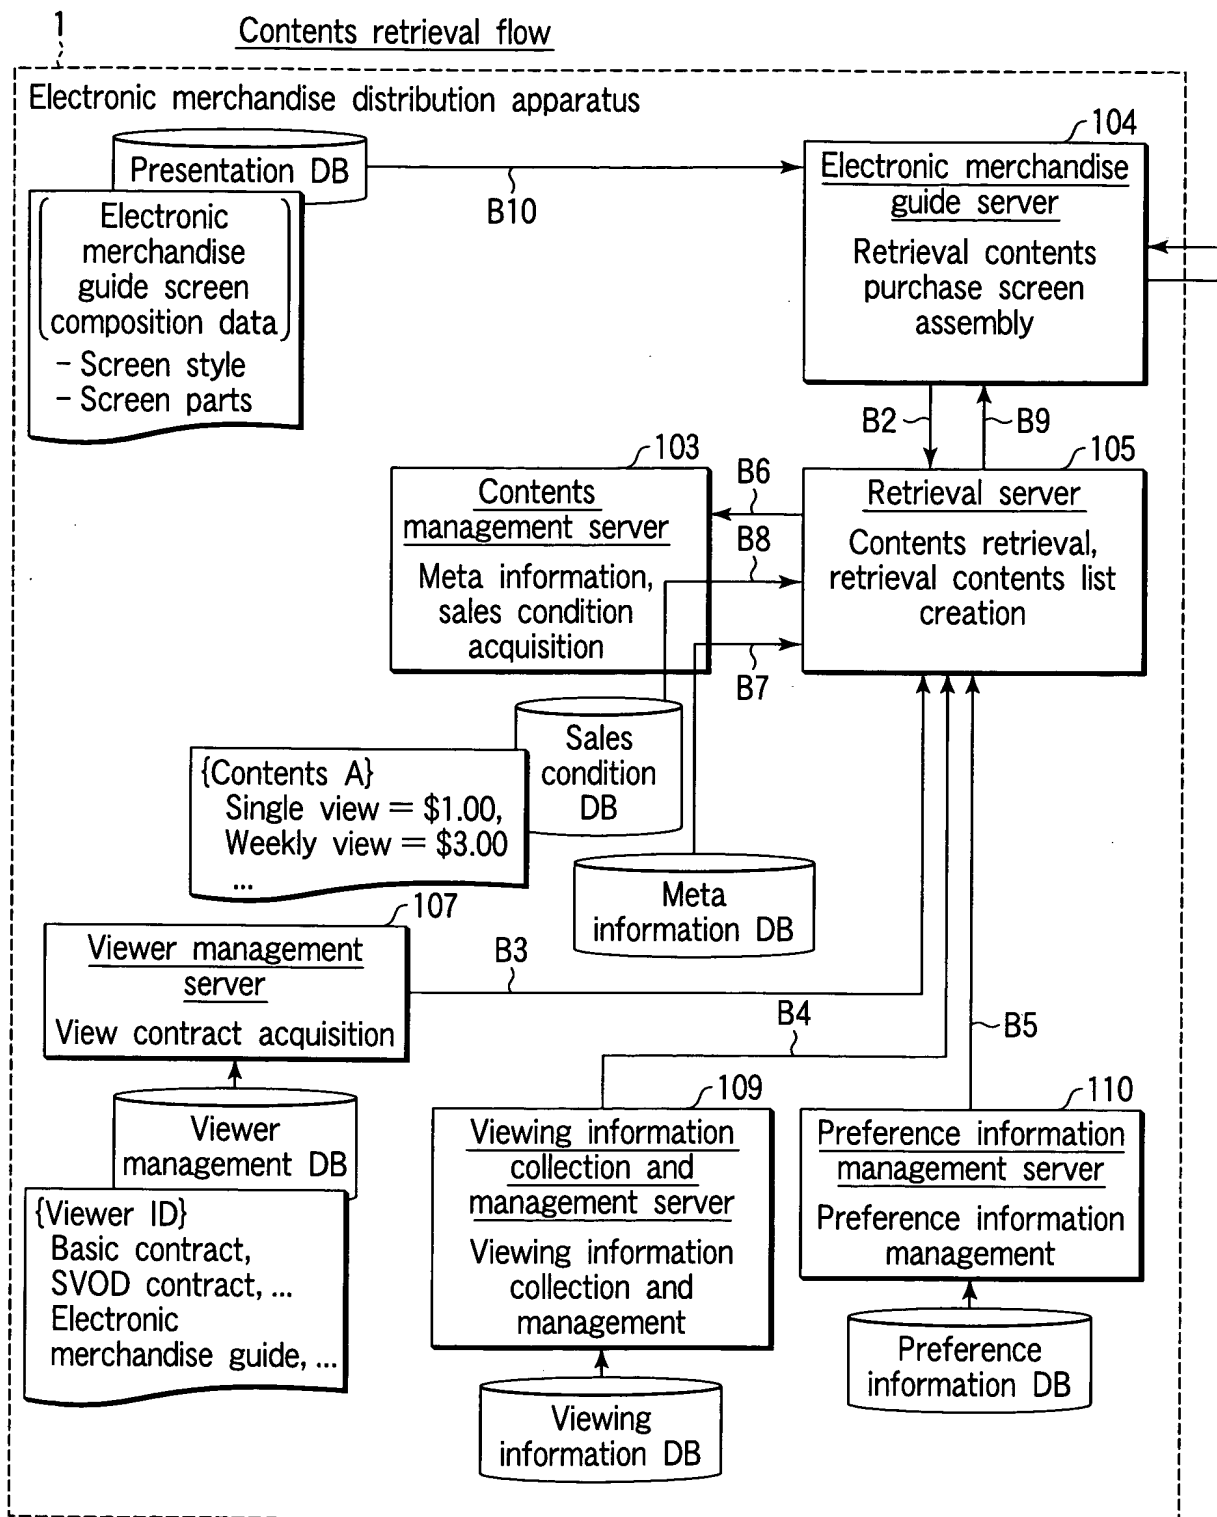 1
Contents retrieval flow
Electronic merchandise distribution apparatus
Presentation DB
Electronic
merchandise
guide screen
composition data
- Screen style
- Screen parts
B10
104
Electronic merchandise
guide server
Retrieval contents
purchase screen
assembly
B2
B9
103
Contents
management server
Meta information,
sales condition
acquisition
B6
B8
B7
105
Retrieval server
Contents retrieval,
retrieval contents list
creation
Sales
condition
DB
{Contents A}
Single view = $1.00,
Weekly view = $3.00
...
Meta
information DB
107
Viewer management
server
View contract acquisition
B3
B4
B5
Viewer
management DB
{Viewer ID}
Basic contract,
SVOD contract, ...
Electronic
merchandise guide, ...
109
Viewing information
collection and
management server
Viewing information
collection and
management
Viewing
information DB
110
Preference information
management server
Preference information
management
Preference
information DB